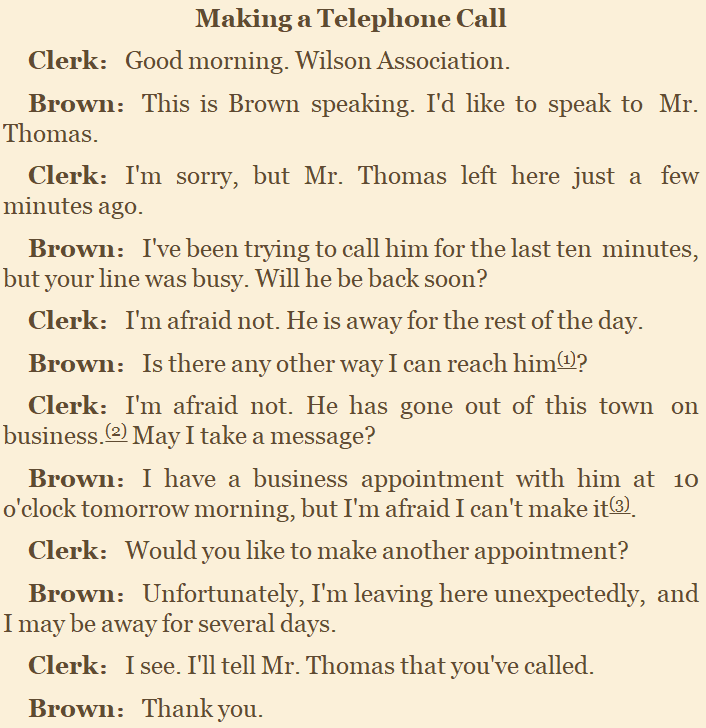 Making a Telephone Call
Clerk: Good morning. Wilson Association.
Brown: This is Brown speaking. I'd like to speak to Mr.
Thomas.
Clerk: I'm sorry, but Mr. Thomas left here just a few
minutes ago.
Brown: I've been trying to call him for the last ten minutes,
but your line was busy. Will he be back soon?
Clerk: I'm afraid not. He is away for the rest of the day.
Brown: Is there any other way I can reach him(1)?
Clerk: I'm afraid not. He has gone out of this town on
business.(2) May I take a message?
Brown: I have a business appointment with him at 10
o'clock tomorrow morning, but I'm afraid I can't make it(3).
Clerk: Would you like to make another appointment?
Brown: Unfortunately, I'm leaving here unexpectedly, and
I may be away for several days.
Clerk: I see. I'll tell Mr. Thomas that you've called.
Brown: Thank you.